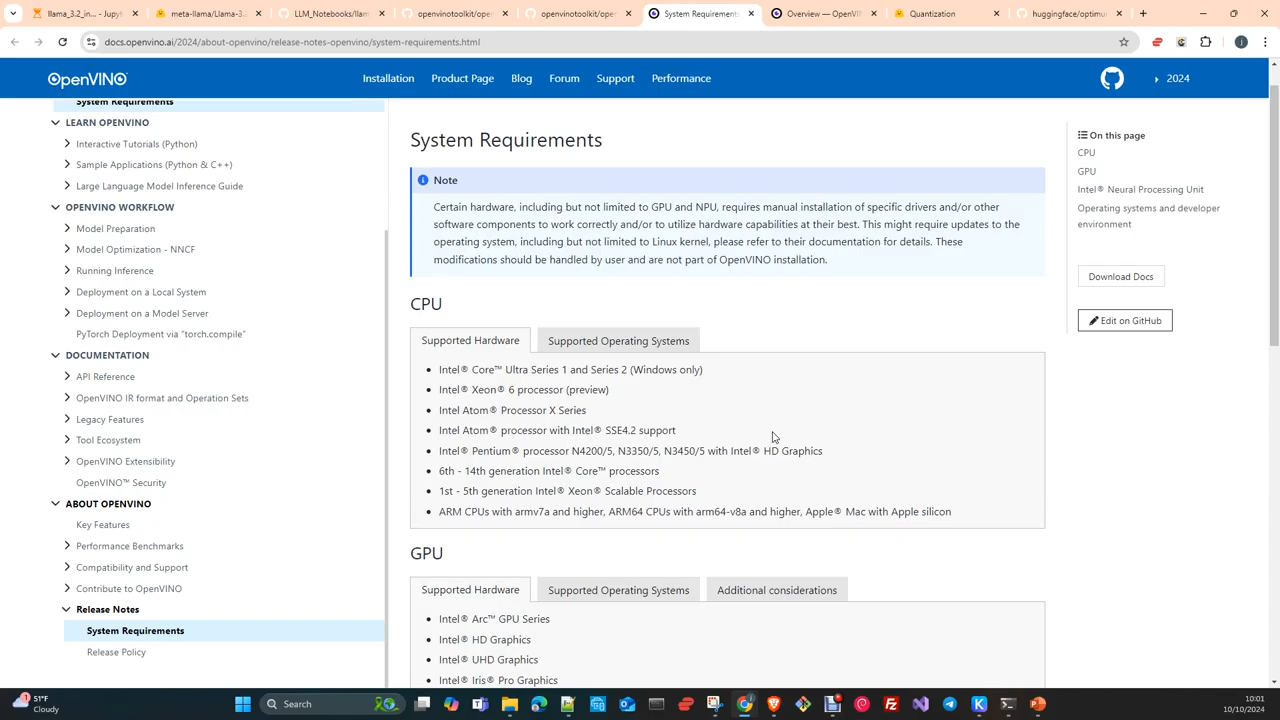 llama_3.2_in... - Jupyt
meta-llama/Llama-3.2
LLM_Notebooks/llam
openvinotoolkit/oper
openvinotoolkit/oper
System Requirements
Overview — OpenVIN
Quantization
huggingface/optimu
docs.openvino.ai/2024/about-openvino/release-notes-openvino/system-requirements.html
OpenVINO
Installation
Product Page
Blog
Forum
Support
Performance
2024
System Requirements
LEARN OPENVINO
Interactive Tutorials (Python)
Sample Applications (Python & C++)
Large Language Model Inference Guide
OPENVINO WORKFLOW
Model Preparation
Model Optimization - NNCF
Running Inference
Deployment on a Local System
Deployment on a Model Server
PyTorch Deployment via "torch.compile"
DOCUMENTATION
API Reference
OpenVINO IR format and Operation Sets
Legacy Features
Tool Ecosystem
OpenVINO Extensibility
OpenVINO™ Security
ABOUT OPENVINO
Key Features
Performance Benchmarks
Compatibility and Support
Contribute to OpenVINO
Release Notes
System Requirements
Release Policy
System Requirements
Note
Certain hardware, including but not limited to GPU and NPU, requires manual installation of specific drivers and/or other
software components to work correctly and/or to utilize hardware capabilities at their best. This might require updates to the
operating system, including but not limited to Linux kernel, please refer to their documentation for details. These
modifications should be handled by user and are not part of OpenVINO installation.
CPU
Supported Hardware
Supported Operating Systems
Intel® Core™ Ultra Series 1 and Series 2 (Windows only)
Intel® Xeon® 6 processor (preview)
Intel Atom® Processor X Series
Intel Atom® processor with Intel® SSE4.2 support
Intel® Pentium® processor N4200/5, N3350/5, N3450/5 with Intel® HD Graphics
6th - 14th generation Intel® Core™ processors
1st - 5th generation Intel® Xeon® Scalable Processors
ARM CPUs with armv7a and higher, ARM64 CPUs with arm64-v8a and higher, Apple® Mac with Apple silicon
GPU
Supported Hardware
Supported Operating Systems
Additional considerations
Intel® Arc™ GPU Series
Intel® HD Graphics
Intel® UHD Graphics
Intel® Iris® Pro Graphics
On this page
CPU
GPU
Intel® Neural Processing Unit
Operating systems and developer
environment
Download Docs
Edit on GitHub
51°F
Cloudy
Search
10:01
10/10/2024